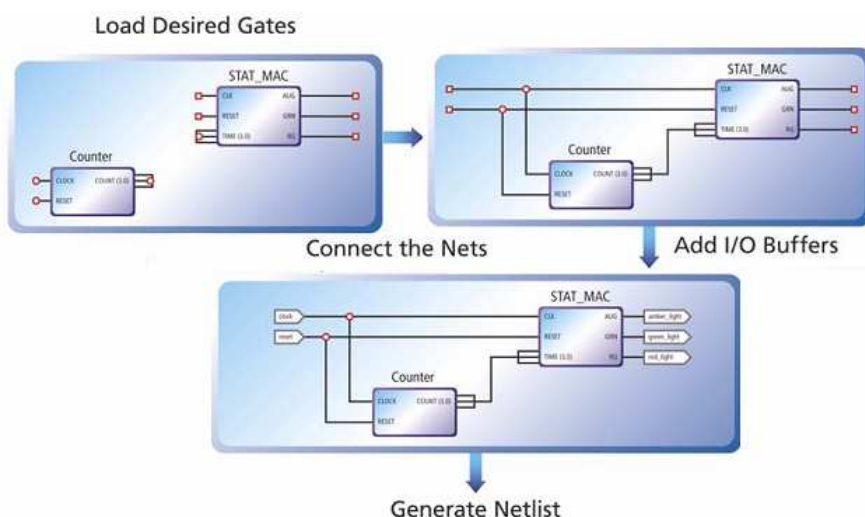 Load Desired Gates
STAT_MAC
CLK AUG
RESET GRN
TIME (3.0) RG
Counter
CLOCK COUNT (3.0)
RESET
STAT_MAC
CLK AUG
RESET GRN
TIME (3.0) RG
Counter
CLOCK COUNT (3.0)
RESET
Connect the Nets
Add I/O Buffers
STAT_MAC
clock CLK AUG amber_light
reset RESET GRN green_light
TIME (3.0) RG red_light
Counter
CLOCK COUNT (3.0)
RESET
Generate Netlist